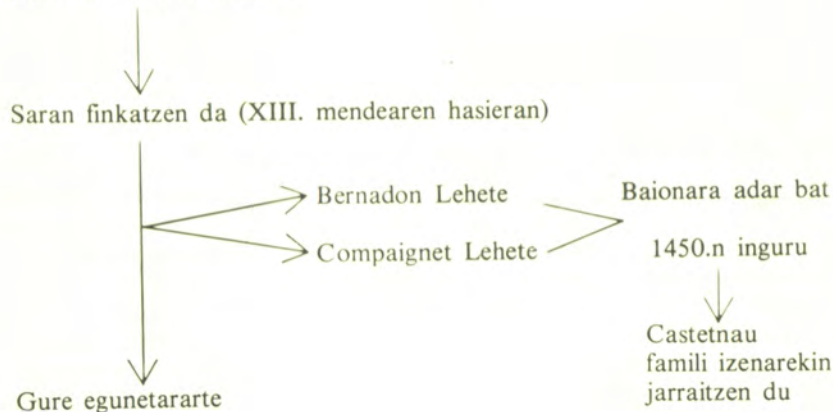 Saran finkatzen da (XIII. mendearen hasieran)
Bernadon Lehete
Compaignet Lehete
Baionara adar bat
1450.n inguru
Castetnau
famili izenarekin
jarraitzen du
Gure egunetararte